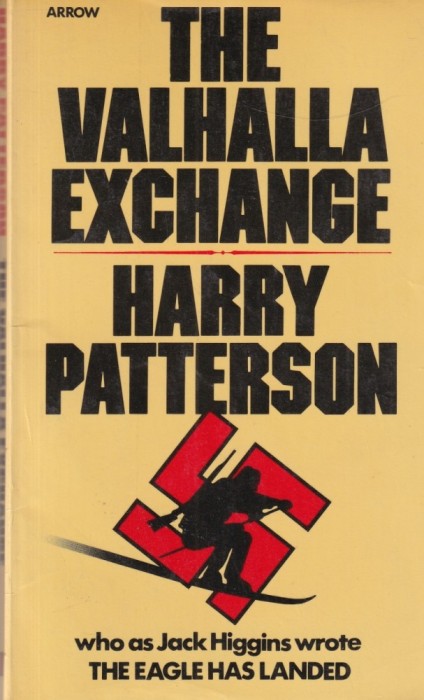 ARROW
THE
VALHALLA
EXCHANGE
HARRY
PATTERSON
who as Jack Higgins wrote
THE EAGLE HAS LANDED